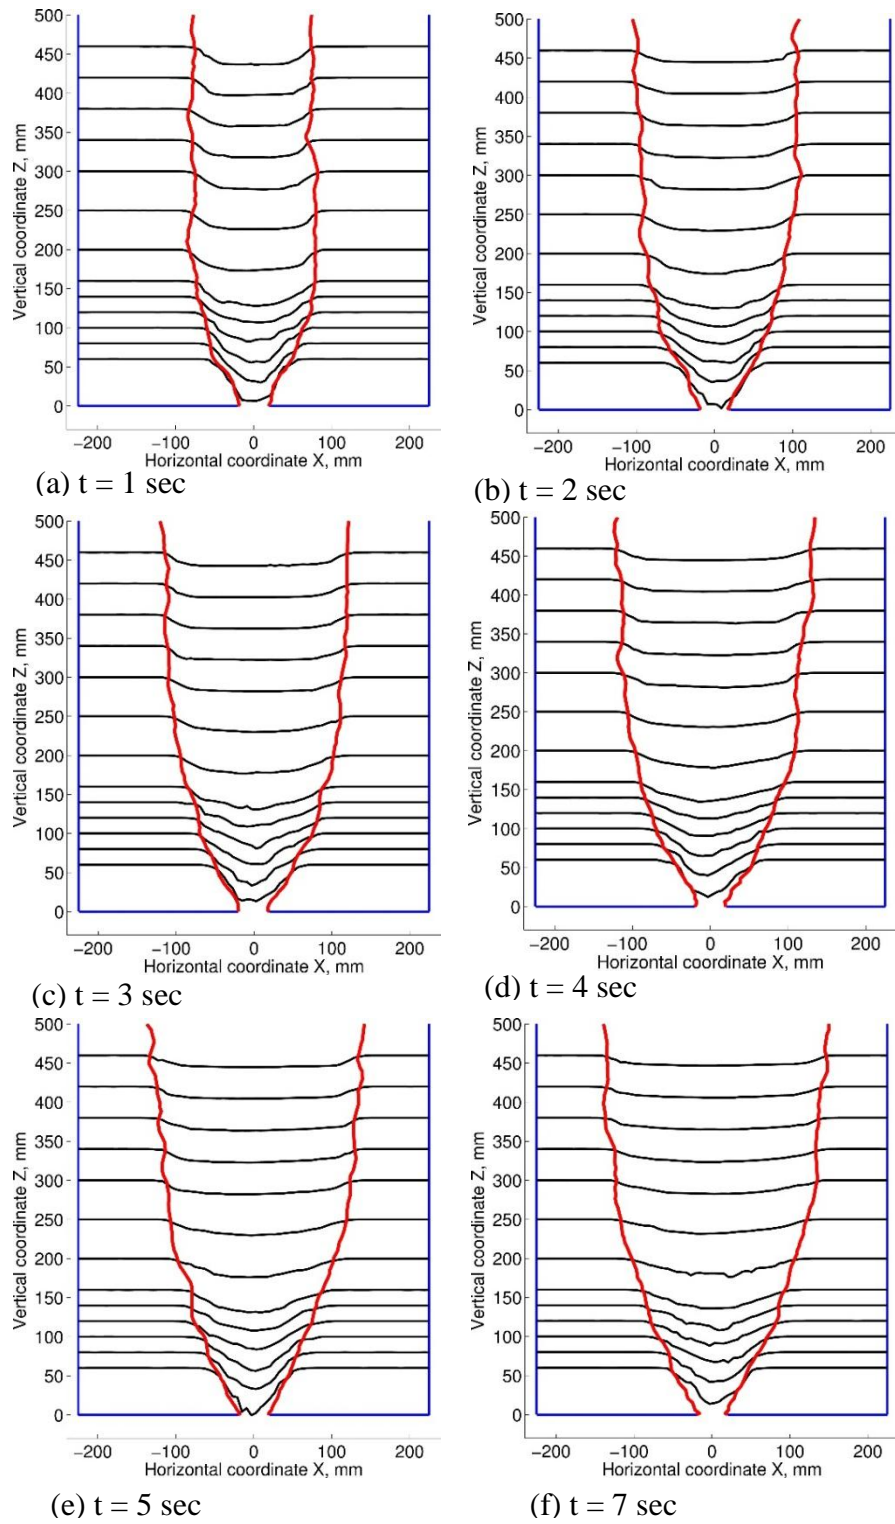 500
450
400
350
300
250
200
150
100
50
0
Vertical coordinate Z, mm
−200 −100 0 100 200
Horizontal coordinate X, mm
(a) t = 1 sec
500
450
400
350
300
250
200
150
100
50
0
Vertical coordinate Z, mm
−200 −100 0 100 200
Horizontal coordinate X, mm
(b) t = 2 sec
500
450
400
350
300
250
200
150
100
50
0
Vertical coordinate Z, mm
−200 −100 0 100 200
Horizontal coordinate X, mm
(c) t = 3 sec
500
450
400
350
300
250
200
150
100
50
0
Vertical coordinate Z, mm
−200 −100 0 100 200
Horizontal coordinate X, mm
(d) t = 4 sec
500
450
400
350
300
250
200
150
100
50
0
Vertical coordinate Z, mm
−200 −100 0 100 200
Horizontal coordinate X, mm
(e) t = 5 sec
500
450
400
350
300
250
200
150
100
50
0
Vertical coordinate Z, mm
−200 −100 0 100 200
Horizontal coordinate X, mm
(f) t = 7 sec